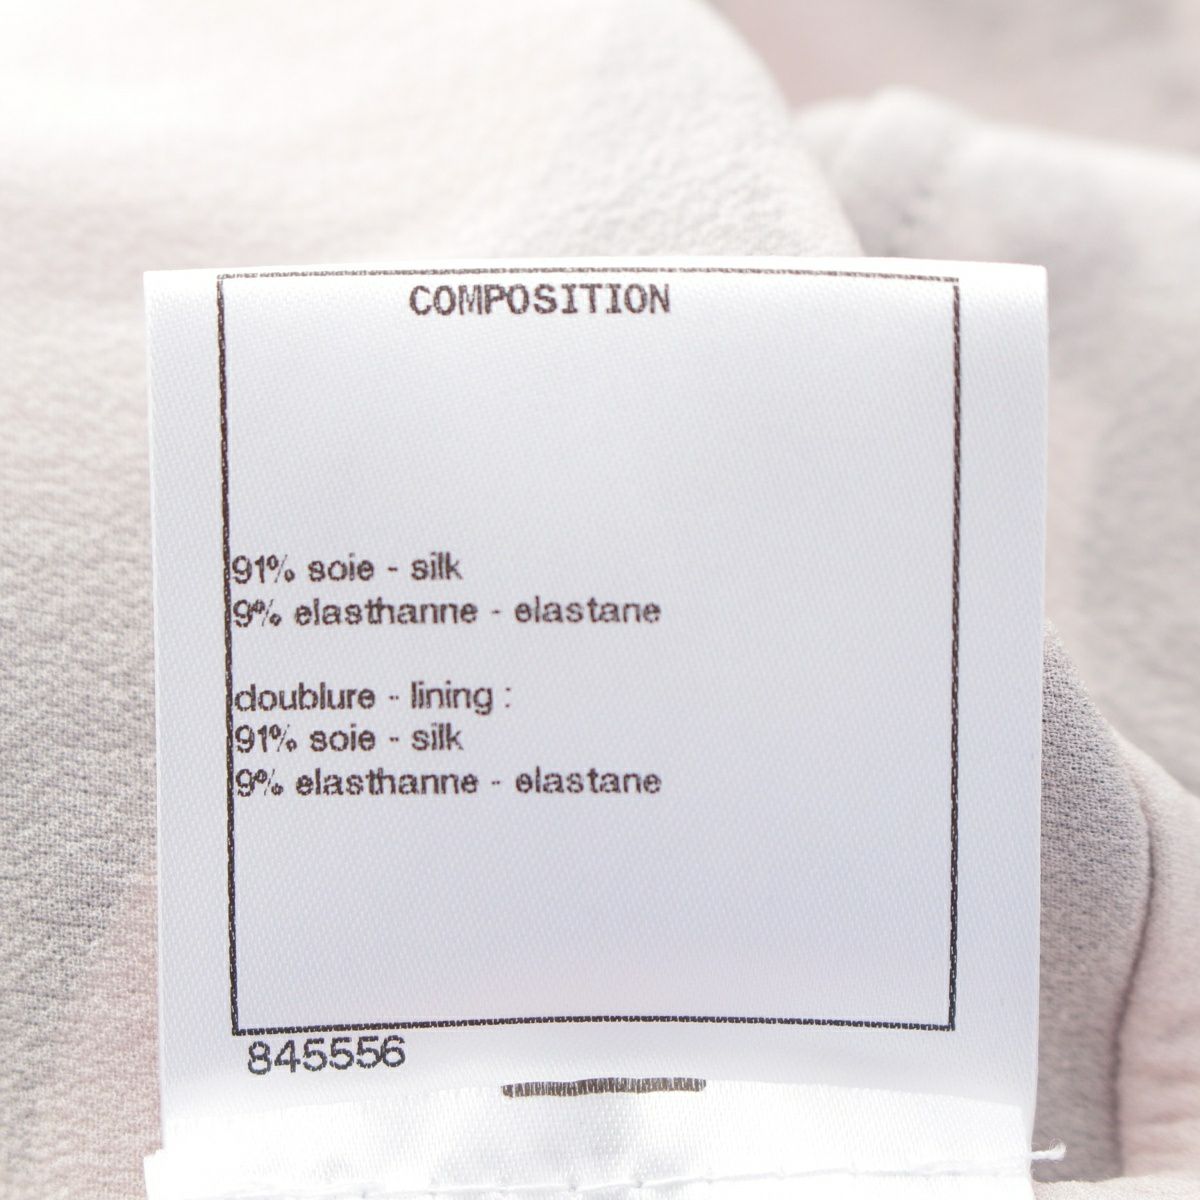 COMPOSITION
91% soie - silk
9% elasthanne - elastane
doublure - lining :
91% soie - silk
9% elasthanne - elastane
845556